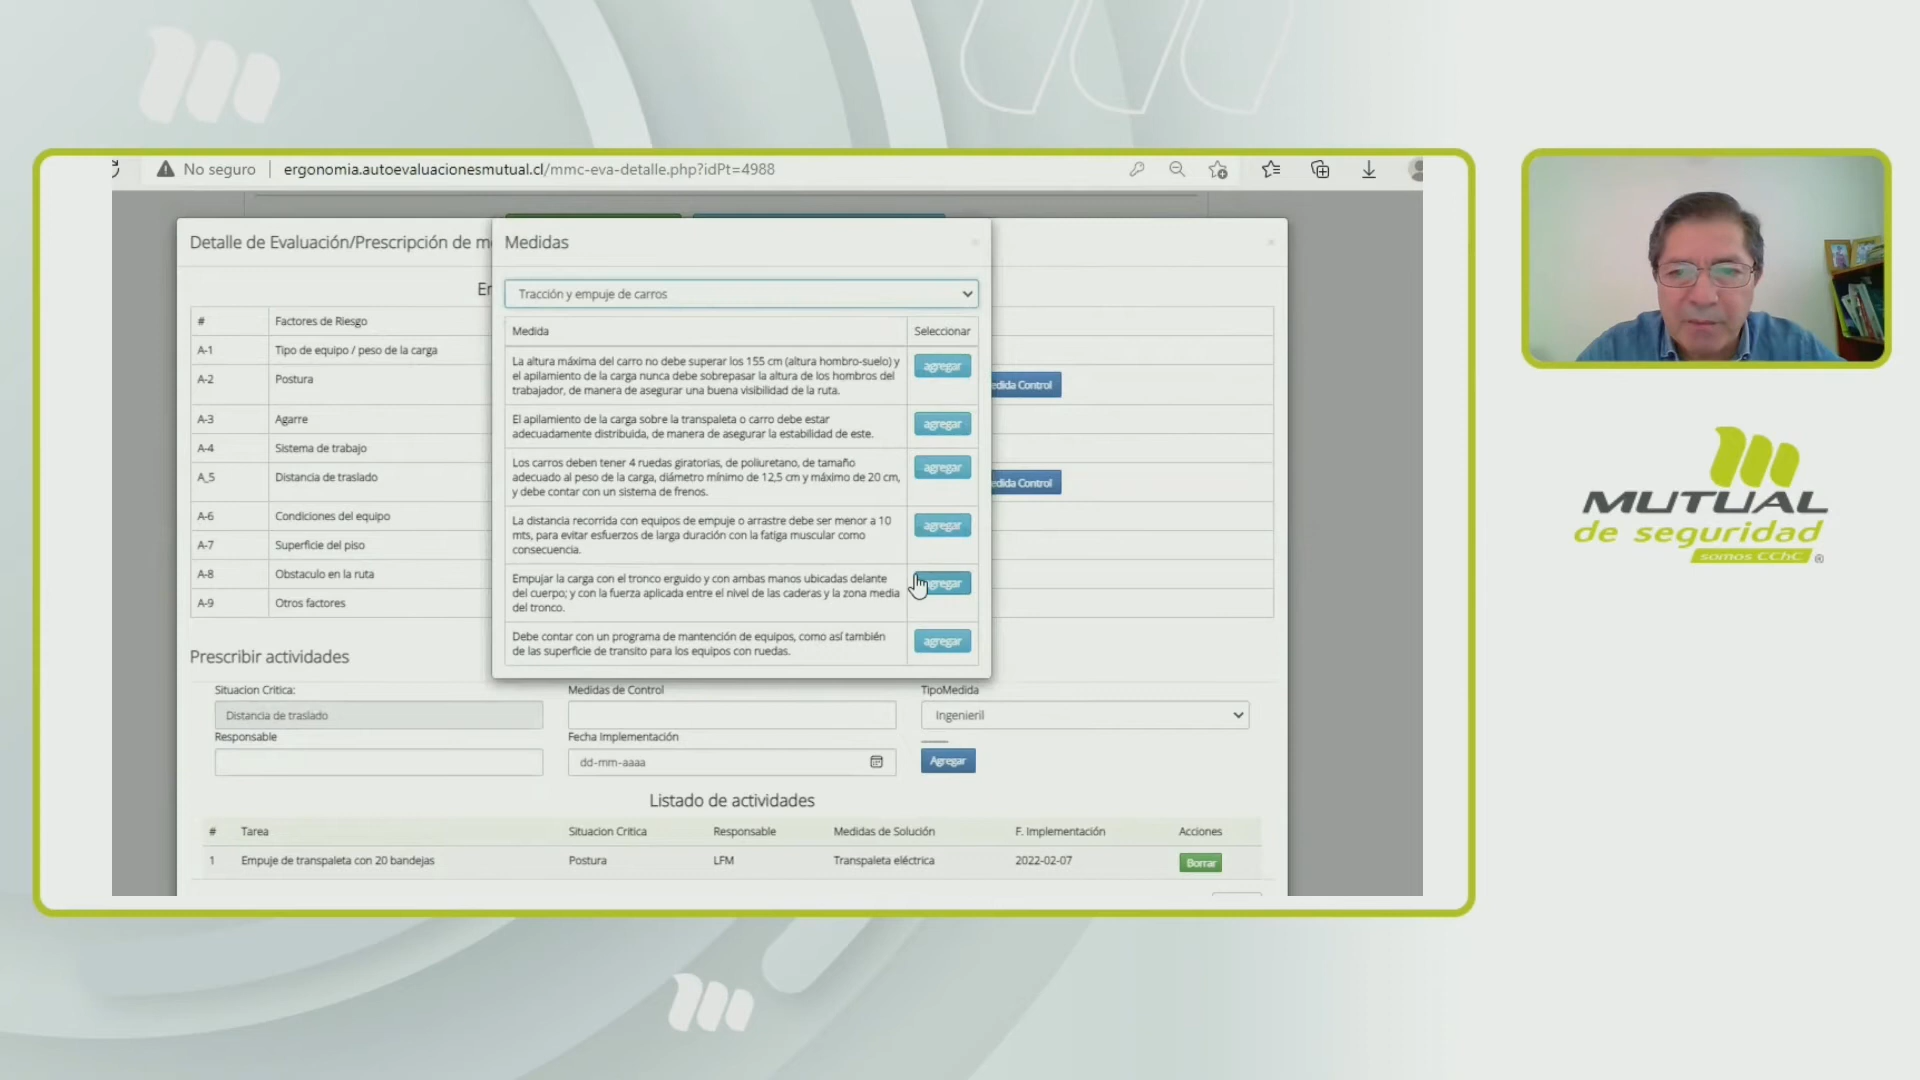 No seguro
ergonomia.autoevaluacionesmutual.cl/mmc-eva-detalle.php?idPt=4988
Detalle de Evaluación/Prescripción de
Medidas
Tracción y empuje de carros
Medida Seleccionar
La altura máxima del carro no debe superar los 155 cm (altura hombro-suelo) y
el apilamiento de la carga nunca debe sobrepasar la altura de los hombros del
trabajador, de manera de asegurar una buena visibilidad de la ruta.
agregar
El apilamiento de la carga sobre la transpaleta o carro debe estar
adecuadamente distribuida, de manera de asegurar la estabilidad de este.
agregar
Los carros deben tener 4 ruedas giratorias, de poliuretano, de tamaño
adecuado al peso de la carga, diámetro mínimo de 12,5 cm y máximo de 20 cm,
y debe contar con un sistema de frenos.
agregar
La distancia recorrida con equipos de empuje o arrastre debe ser menor a 10
mts, para evitar esfuerzos de larga duración con la fatiga muscular como
consecuencia.
agregar
Empujar la carga con el tronco erguido y con ambas manos ubicadas delante
del cuerpo; y con la fuerza aplicada entre el nivel de las caderas y la zona media
del tronco.
agregar
Debe contar con un programa de mantención de equipos, como así también
de las superficie de transito para los equipos con ruedas.
agregar
# Factores de Riesgo
A-1 Tipo de equipo / peso de la carga
A-2 Postura
Control
A-3 Agarre
A-4 Sistema de trabajo
A_5 Distancia de traslado
Control
A-6 Condiciones del equipo
A-7 Superficie del piso
A-8 Obstaculo en la ruta
A-9 Otros factores
Prescribir actividades
Situacion Critica: Medidas de Control TipoMedida
Distancia de traslado Ingenieril
Responsable Fecha Implementación
dd-mm-aaaa Agregar
Listado de actividades
# Tarea Situacion Critica Responsable Medidas de Solución F. Implementación Acciones
1 Empuje de transpaleta con 20 bandejas Postura LFM Transpaleta eléctrica 2022-02-07 Borrar
MUTUAL
de seguridad
somos CChC ®